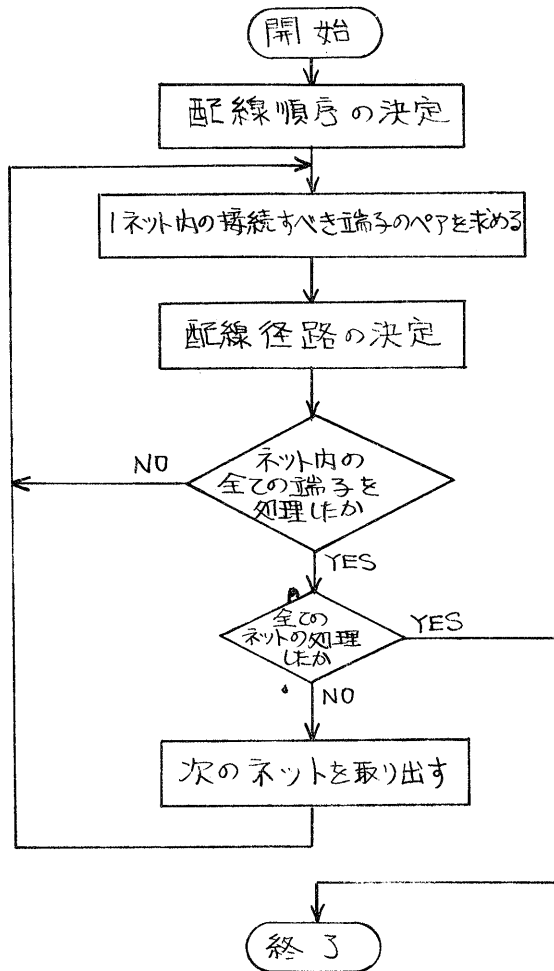 開始
配線順序の決定
1ネット内の接続すべき端子のペアを求める
配線径路の決定
ネット内の
全ての端子を
処理したか
NO
YES
全ての
ネットの処理
したか
YES
NO
次のネットを取り出す
終了